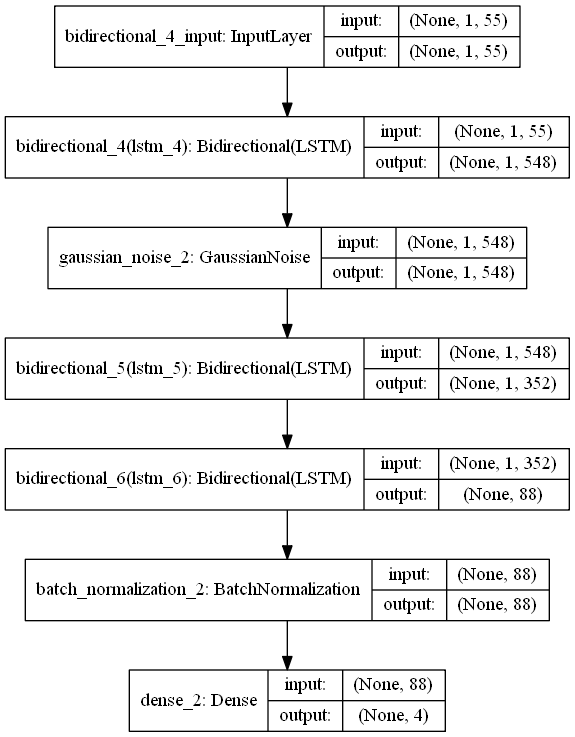 bidirectional_4_input: InputLayer
input: (None, 1, 55)
output: (None, 1, 55)
bidirectional_4(lstm_4): Bidirectional(LSTM)
input: (None, 1, 55)
output: (None, 1, 548)
gaussian_noise_2: GaussianNoise
input: (None, 1, 548)
output: (None, 1, 548)
bidirectional_5(lstm_5): Bidirectional(LSTM)
input: (None, 1, 548)
output: (None, 1, 352)
bidirectional_6(lstm_6): Bidirectional(LSTM)
input: (None, 1, 352)
output: (None, 88)
batch_normalization_2: BatchNormalization
input: (None, 88)
output: (None, 88)
dense_2: Dense
input: (None, 88)
output: (None, 4)